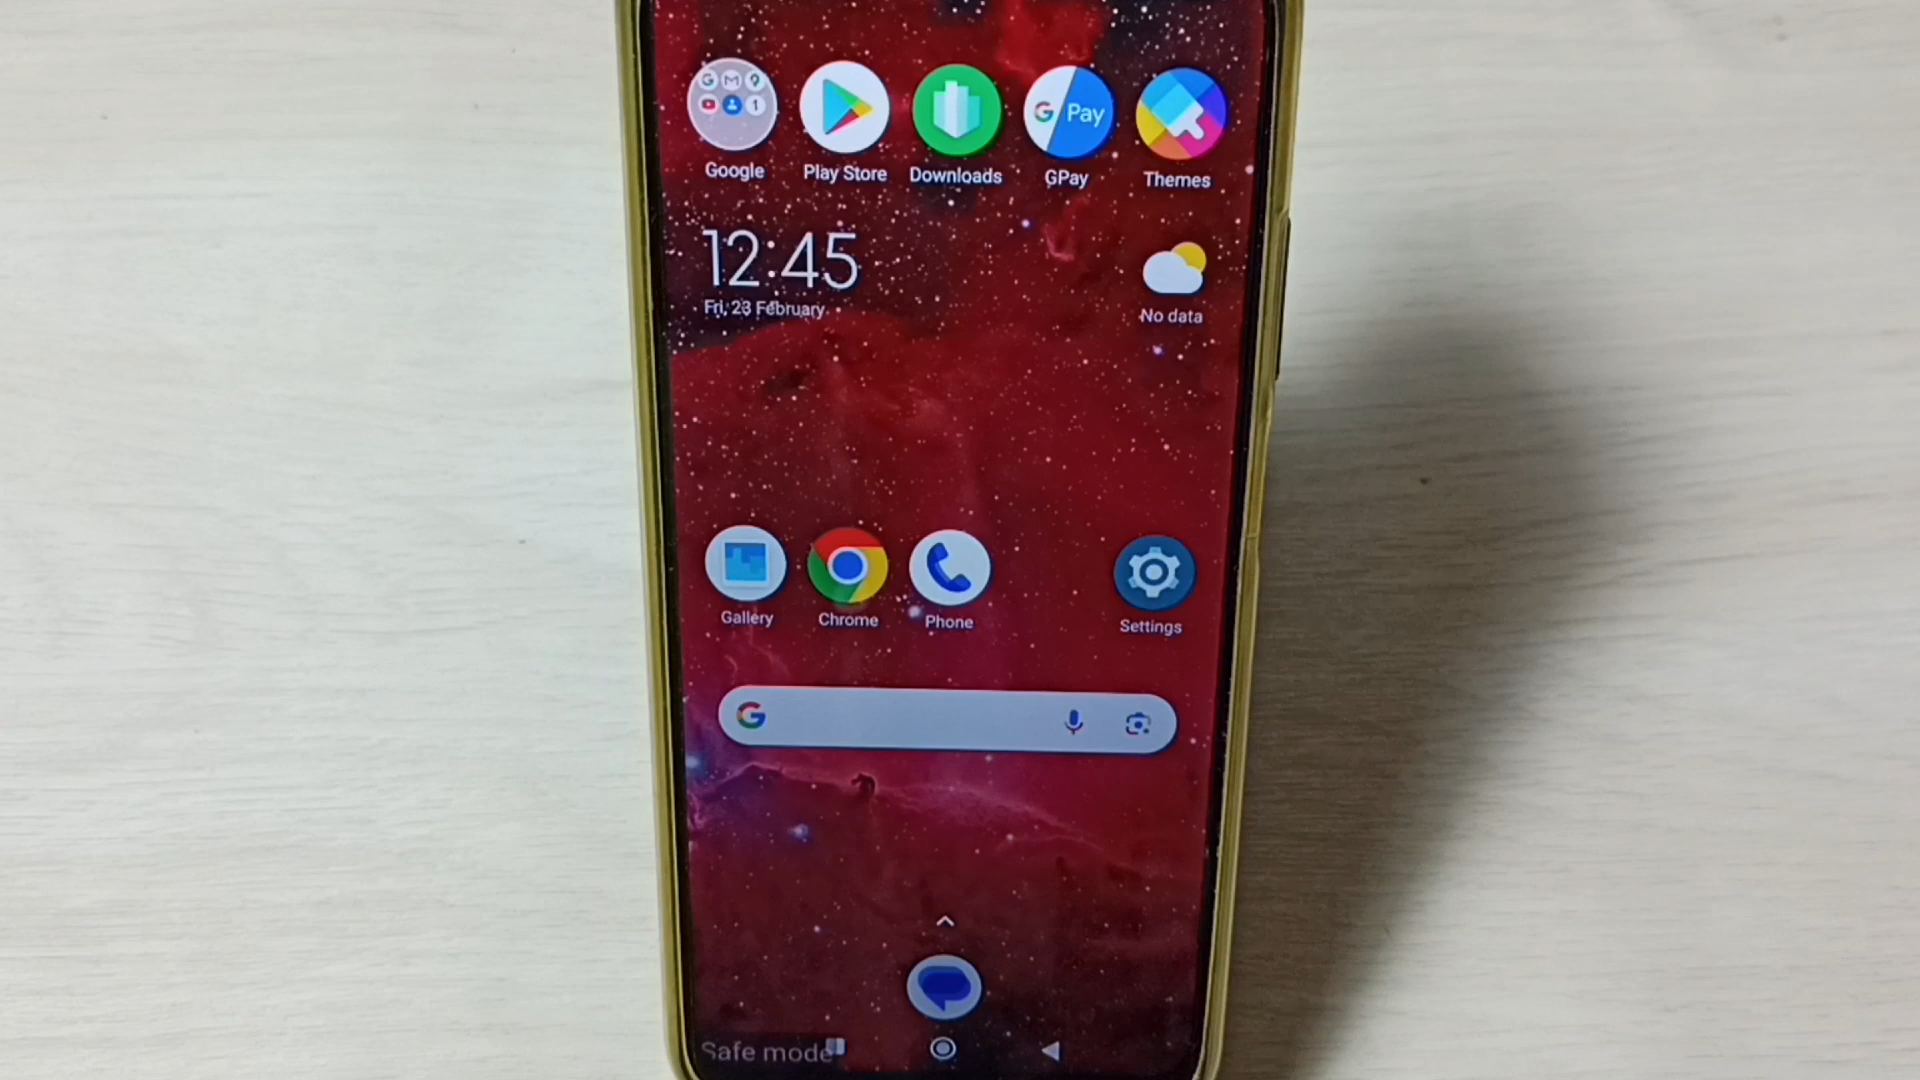 Google Play Store Downloads GPay Themes
G Pay
12:45
Fri, 23 February
No data
Gallery Chrome Phone Settings
Safe mode